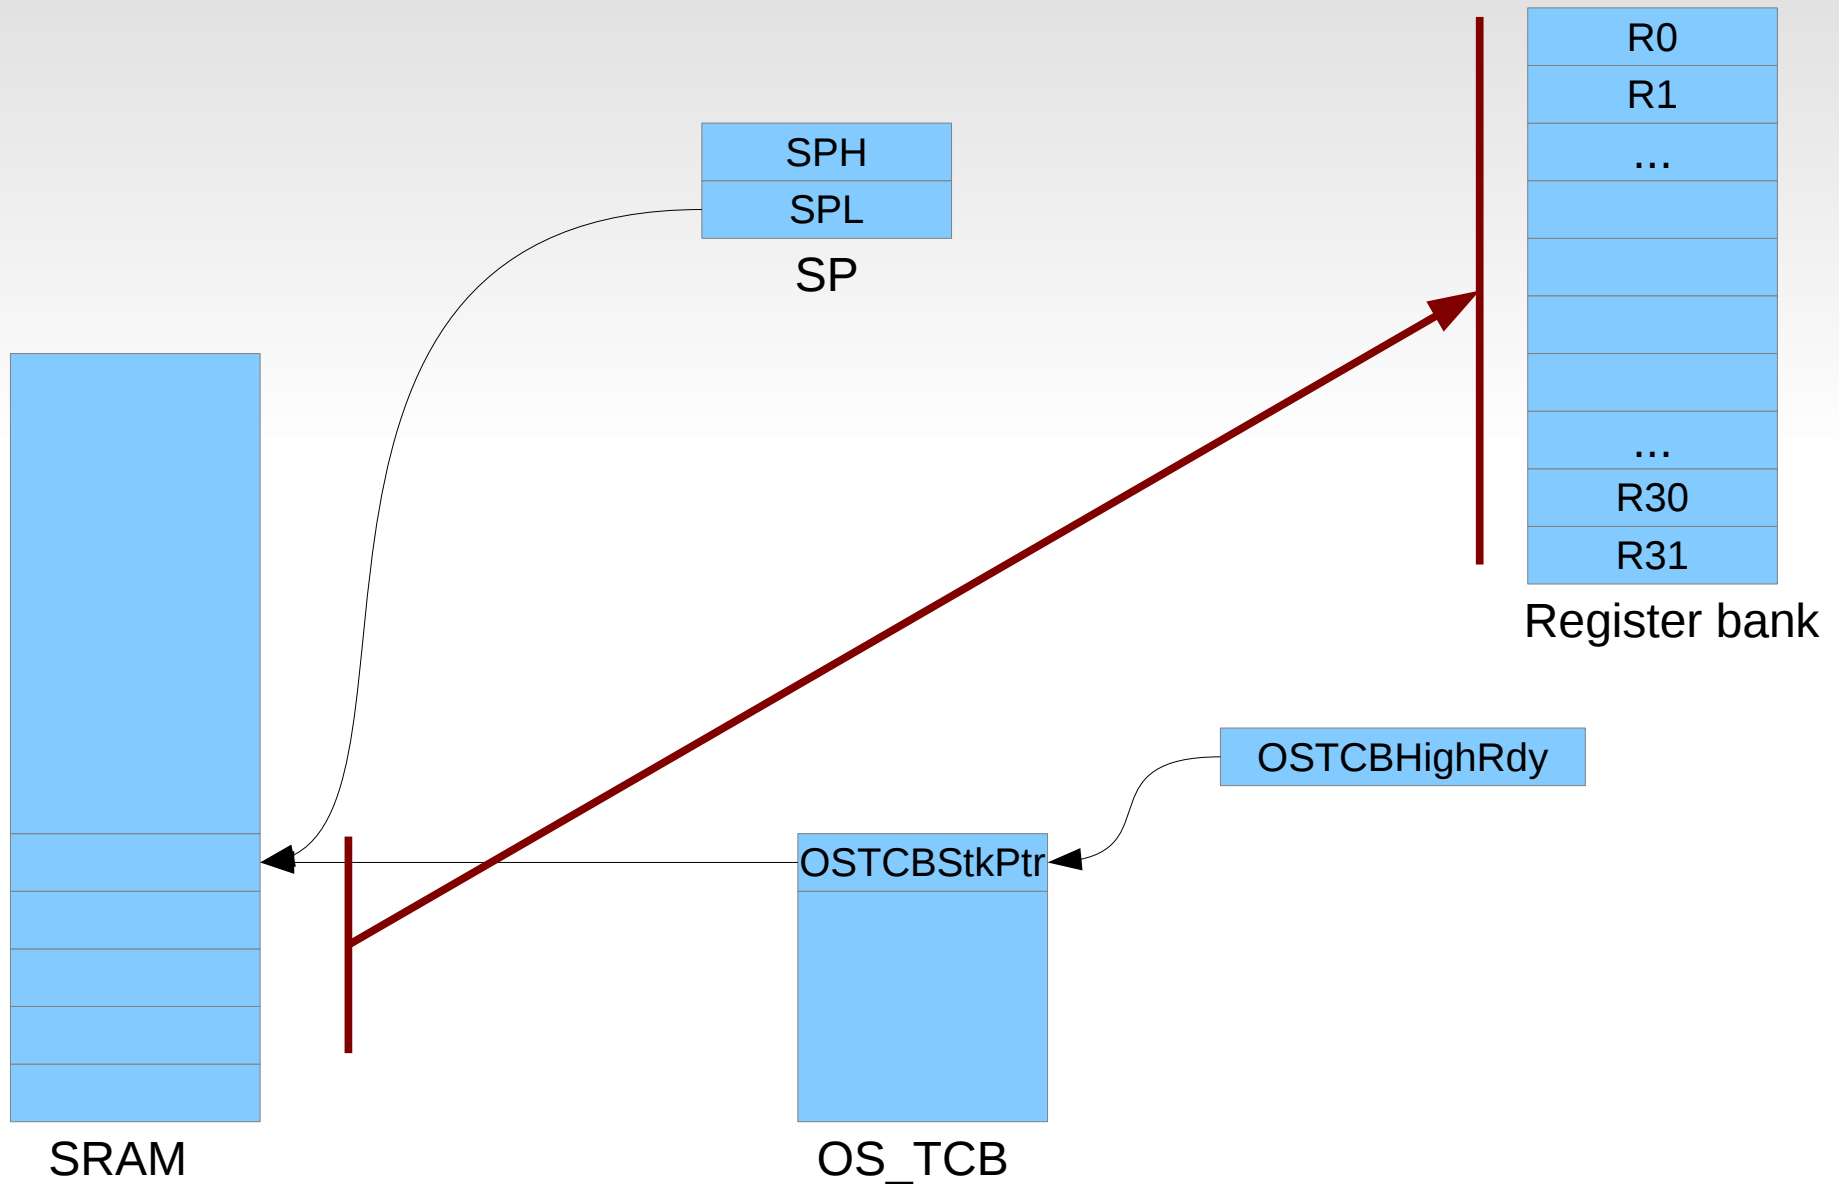 R0
R1
...
...
R30
R31
Register bank
SPH
SPL
SP
OSTCBHighRdy
OSTCBStkPtr
OS_TCB
SRAM